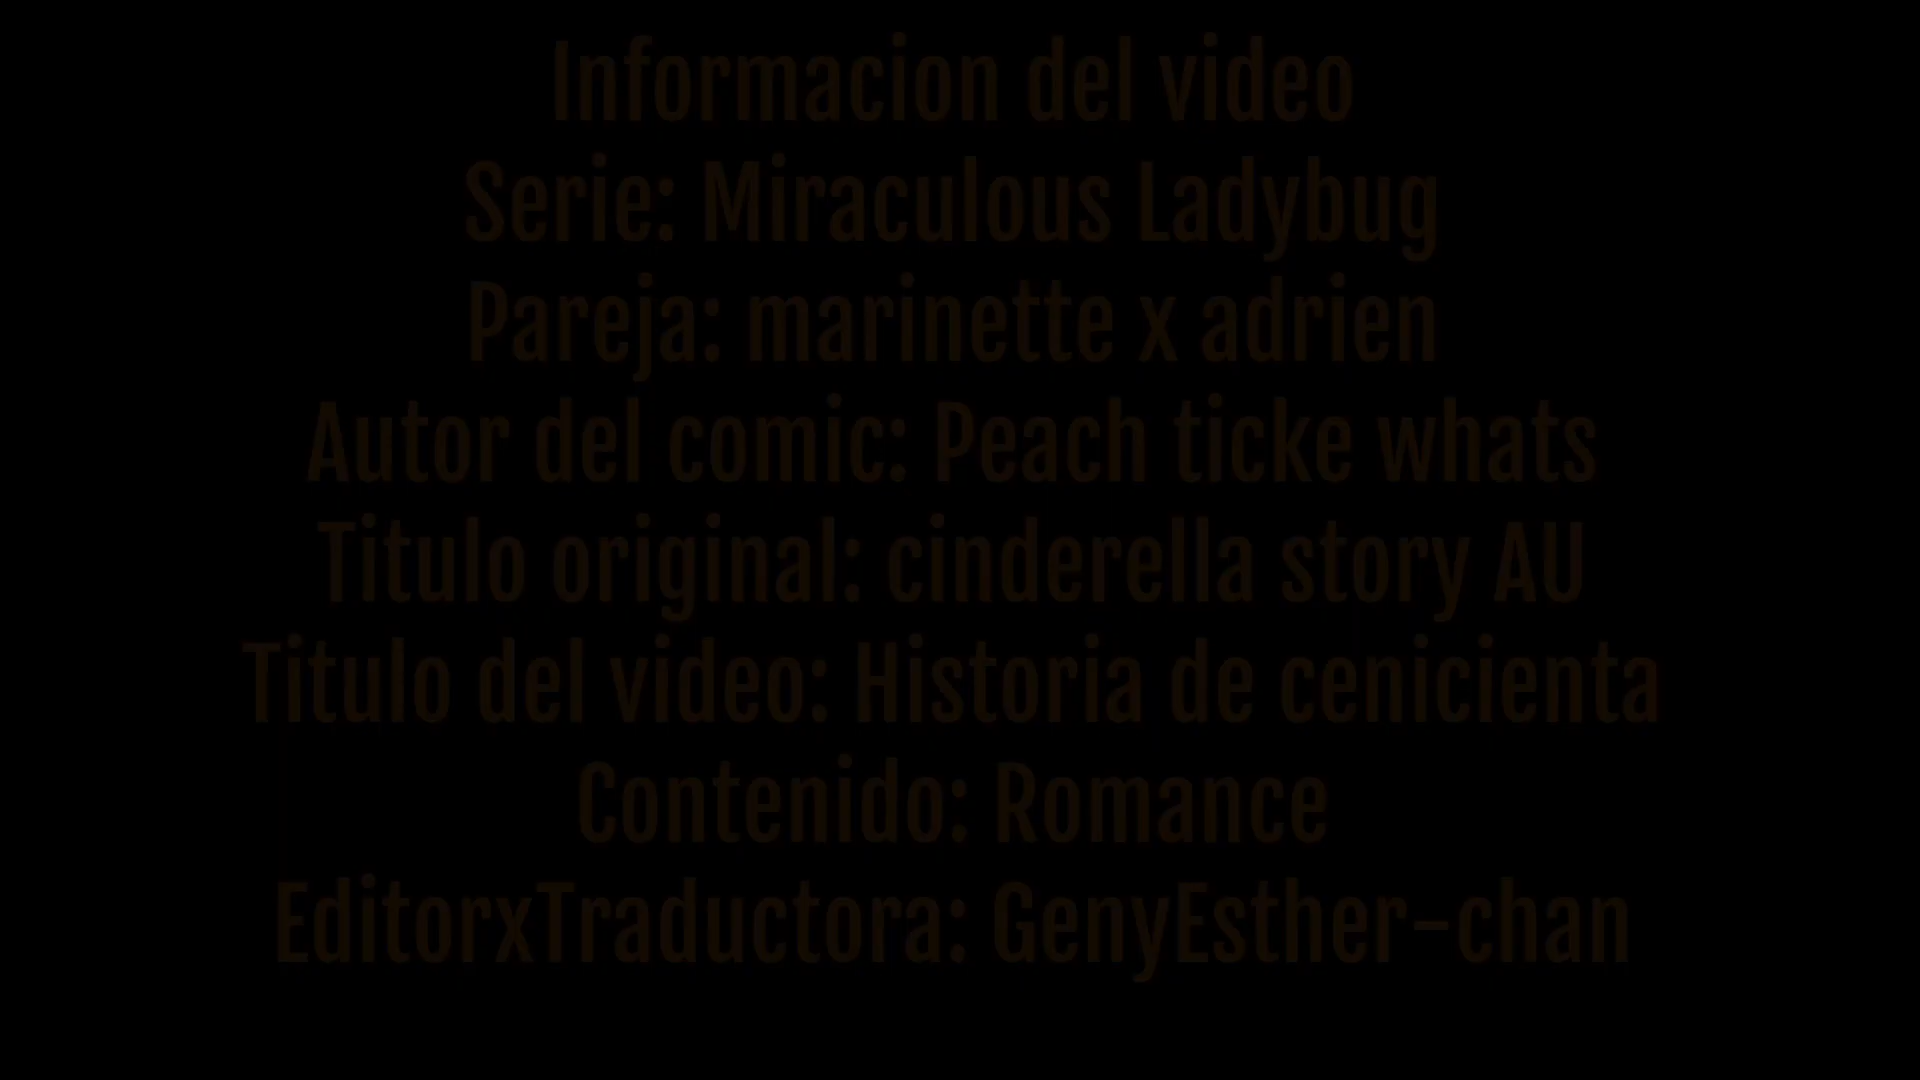 Informacion del video
Serie: Miraculous Ladybug
Pareja: marinette x adrien
Autor del comic: Peach ticke whats
Titulo original: cinderella story AU
Titulo del video: Historia de cenicienta
Contenido: Romance
EditorxTraductora: GenyEsther-chan